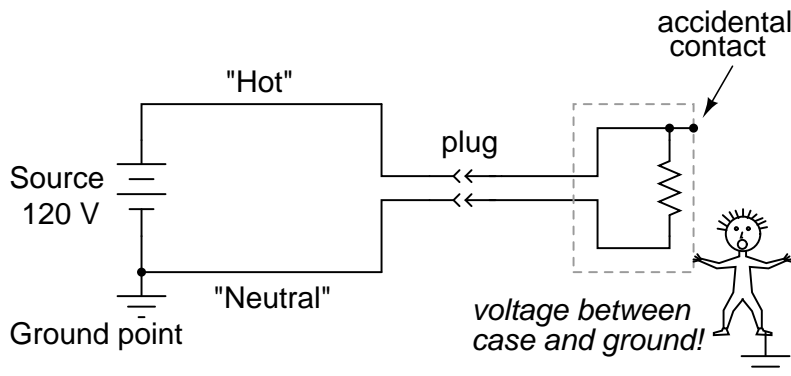 accidental
contact
"Hot"
plug
Source
120 V
"Neutral"
Ground point
voltage between
case and ground!